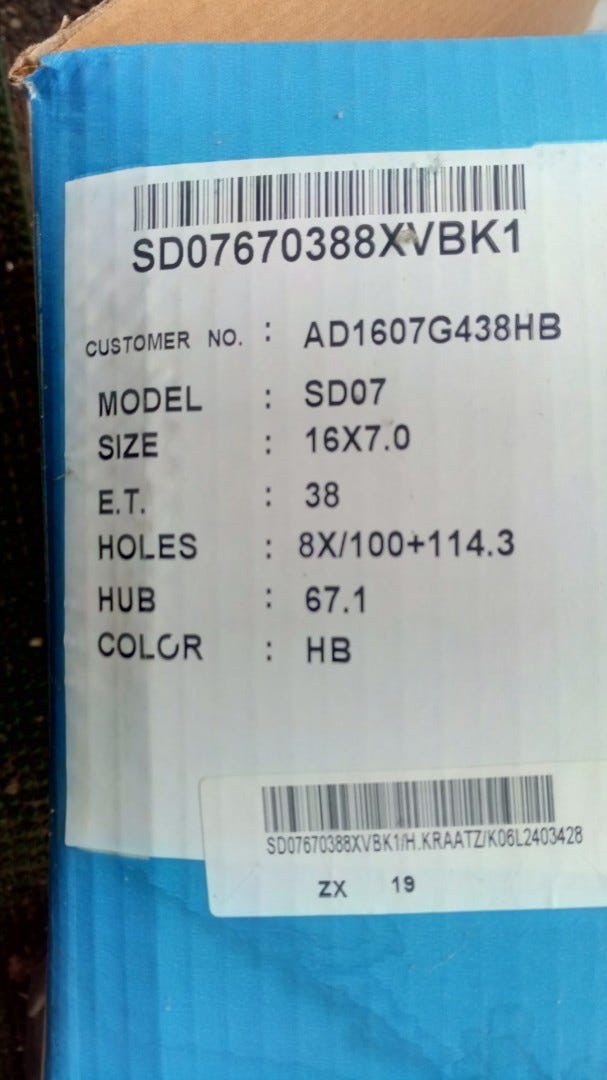 SD07670388XVBK1
CUSTOMER NO. : AD1607G438HB
MODEL : SD07
SIZE : 16X7.0
E.T. : 38
HOLES : 8X/100+114.3
HUB : 67.1
COLOR : HB
SD07670388XVBK1/H.KRAATZ/K06L2403428
ZX 19